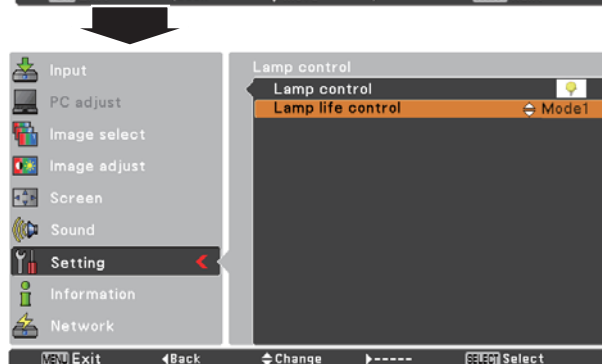 Input
PC adjust
Image select
Image adjust
Screen
Sound
Setting
Information
Network
Lamp control
Lamp control
Lamp life control Mode1
MENU Exit Back Change ----- SELECT Select